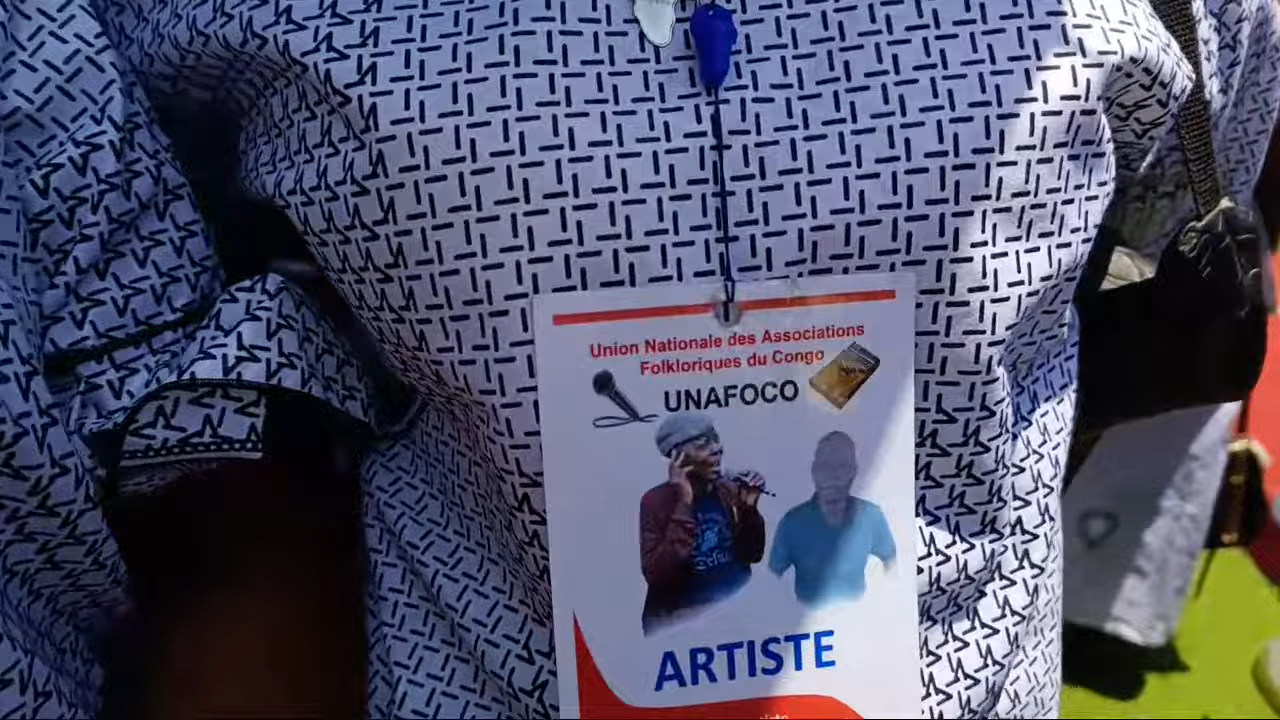 Union Nationale des Associations
Folkloriques du Congo
UNAFOCO
ARTISTE